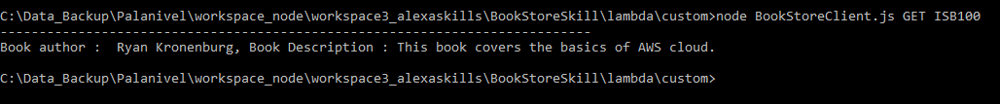 C:\Data_Backup\Palanivel\workspace_node\workspace3_alexaskills\BookStoreSkill\lambda\custom>node BookStoreClient.js GET ISB100
----------------------------------------------------------------------------
Book author :  Ryan Kronenburg, Book Description : This book covers the basics of AWS cloud.
C:\Data_Backup\Palanivel\workspace_node\workspace3_alexaskills\BookStoreSkill\lambda\custom>